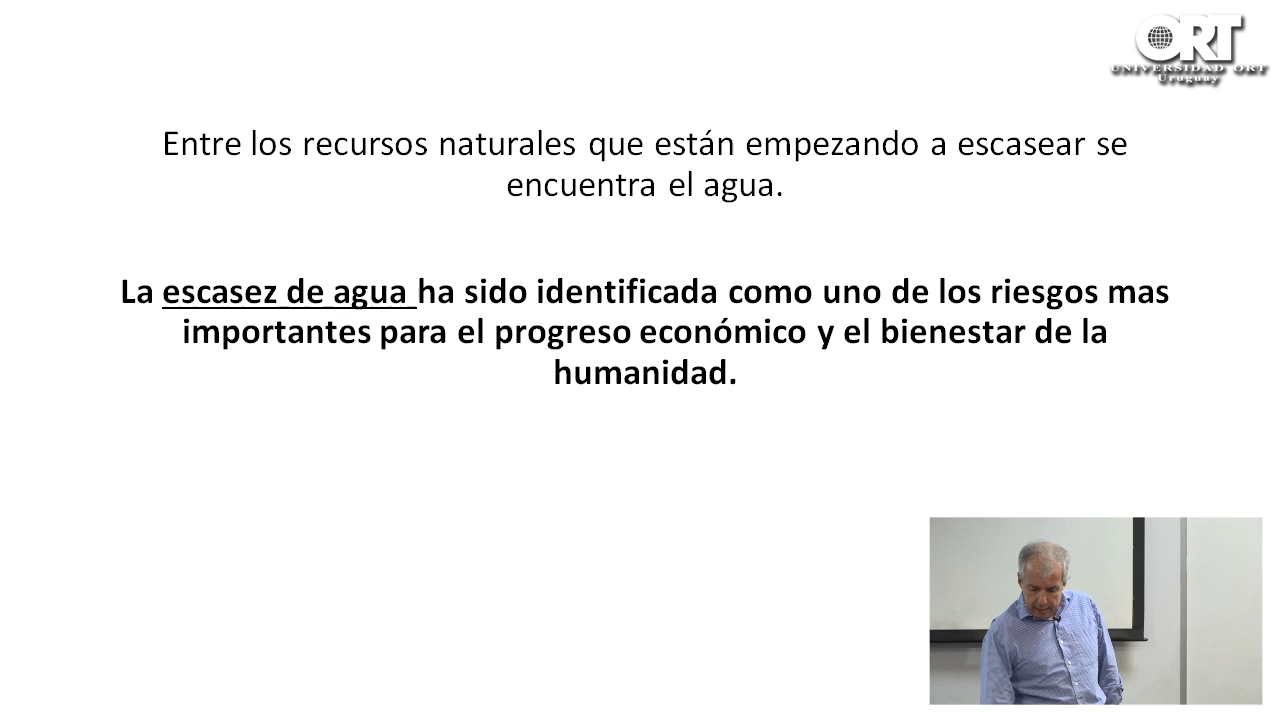 ORT
UNIVERSIDAD ORT
Uruguay
Entre los recursos naturales que están empezando a escasear se
encuentra el agua.
La escasez de agua ha sido identificada como uno de los riesgos mas
importantes para el progreso económico y el bienestar de la
humanidad.